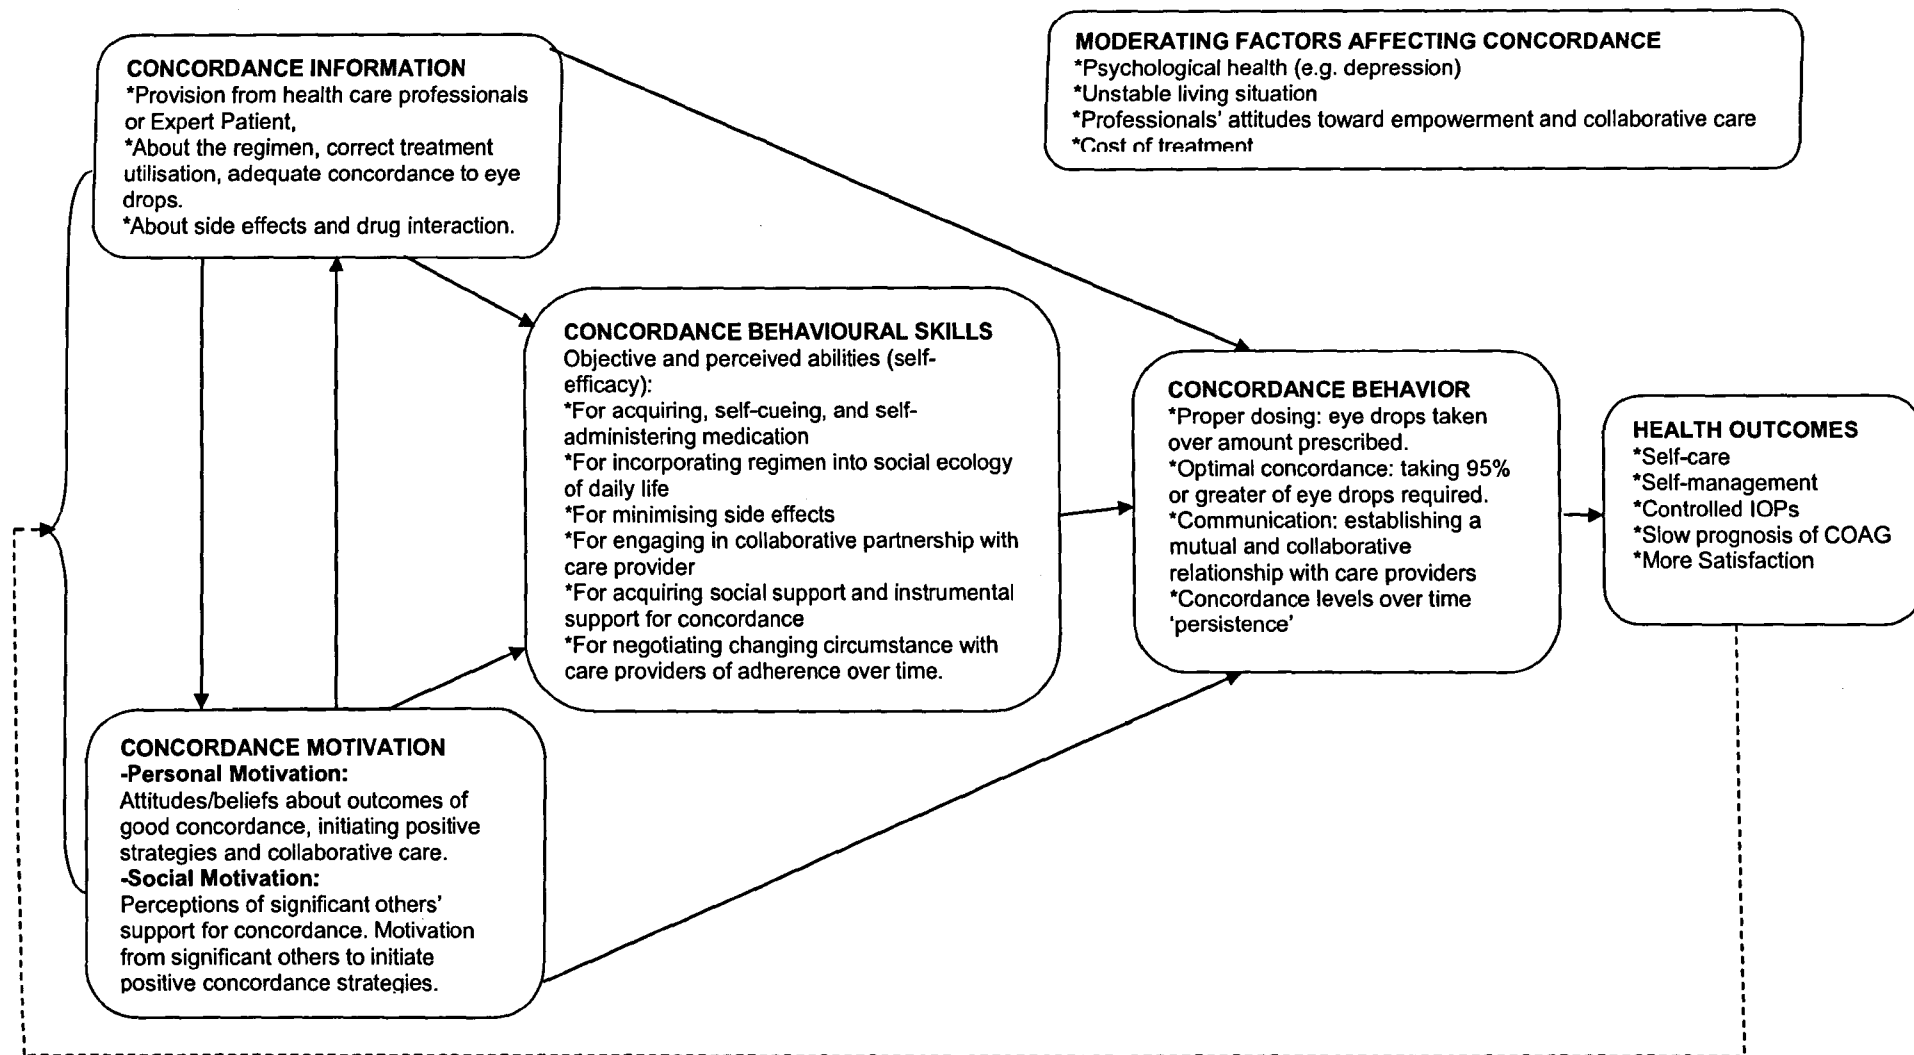 CONCORDANCE INFORMATION
*Provision from health care professionals
or Expert Patient,
*About the regimen, correct treatment
utilisation, adequate concordance to eye
drops.
*About side effects and drug interaction.
MODERATING FACTORS AFFECTING CONCORDANCE
*Psychological health (e.g. depression)
*Unstable living situation
*Professionals' attitudes toward empowerment and collaborative care
*Cost of treatment
CONCORDANCE BEHAVIOURAL SKILLS
Objective and perceived abilities (self-
efficacy):
*For acquiring, self-cueing, and self-
administering medication
*For incorporating regimen into social ecology
of daily life
*For minimising side effects
*For engaging in collaborative partnership with
care provider
*For acquiring social support and instrumental
support for concordance
*For negotiating changing circumstance with
care providers of adherence over time.
CONCORDANCE BEHAVIOR
*Proper dosing: eye drops taken
over amount prescribed.
*Optimal concordance: taking 95%
or greater of eye drops required.
*Communication: establishing a
mutual and collaborative
relationship with care providers
*Concordance levels over time
'persistence'
HEALTH OUTCOMES
*Self-care
*Self-management
*Controlled IOPs
*Slow prognosis of COAG
*More Satisfaction
CONCORDANCE MOTIVATION
-Personal Motivation:
Attitudes/beliefs about outcomes of
good concordance, initiating positive
strategies and collaborative care.
-Social Motivation:
Perceptions of significant others'
support for concordance. Motivation
from significant others to initiate
positive concordance strategies.